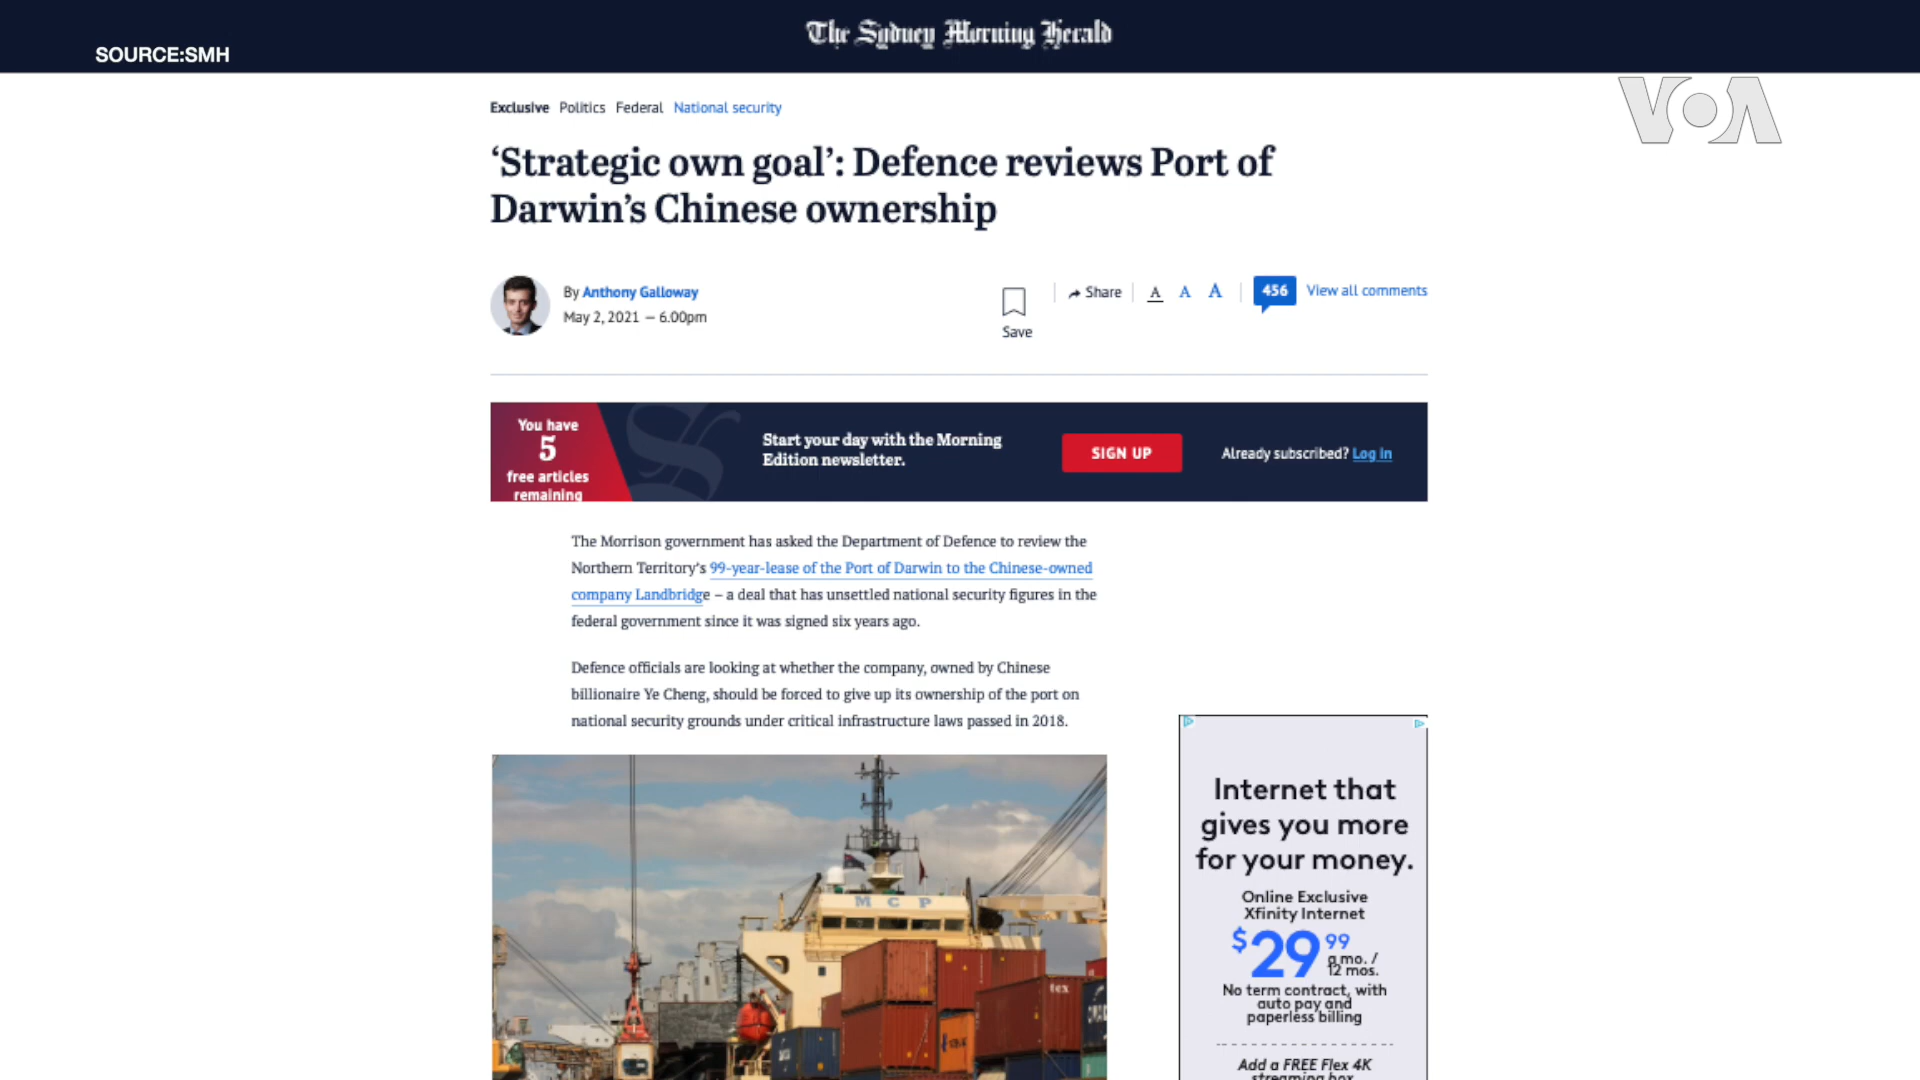 The Sydney Morning Herald
SOURCE:SMH
VOA
Exclusive Politics Federal National security
‘Strategic own goal’: Defence reviews Port of
Darwin’s Chinese ownership
By Anthony Galloway
May 2, 2021 — 6.00pm
Save
Share
A A A
456
View all comments
You have
5
free articles
remaining
Start your day with the Morning
Edition newsletter.
SIGN UP
Already subscribed? Log in
The Morrison government has asked the Department of Defence to review the
Northern Territory’s 99-year-lease of the Port of Darwin to the Chinese-owned
company Landbridge – a deal that has unsettled national security figures in the
federal government since it was signed six years ago.
Defence officials are looking at whether the company, owned by Chinese
billionaire Ye Cheng, should be forced to give up its ownership of the port on
national security grounds under critical infrastructure laws passed in 2018.
MCP
tex
Internet that
gives you more
for your money.
Online Exclusive
Xfinity Internet
$29 99
a mo. /
12 mos.
No term contract, with
auto pay and
paperless billing
Add a FREE Flex 4K
streaming box